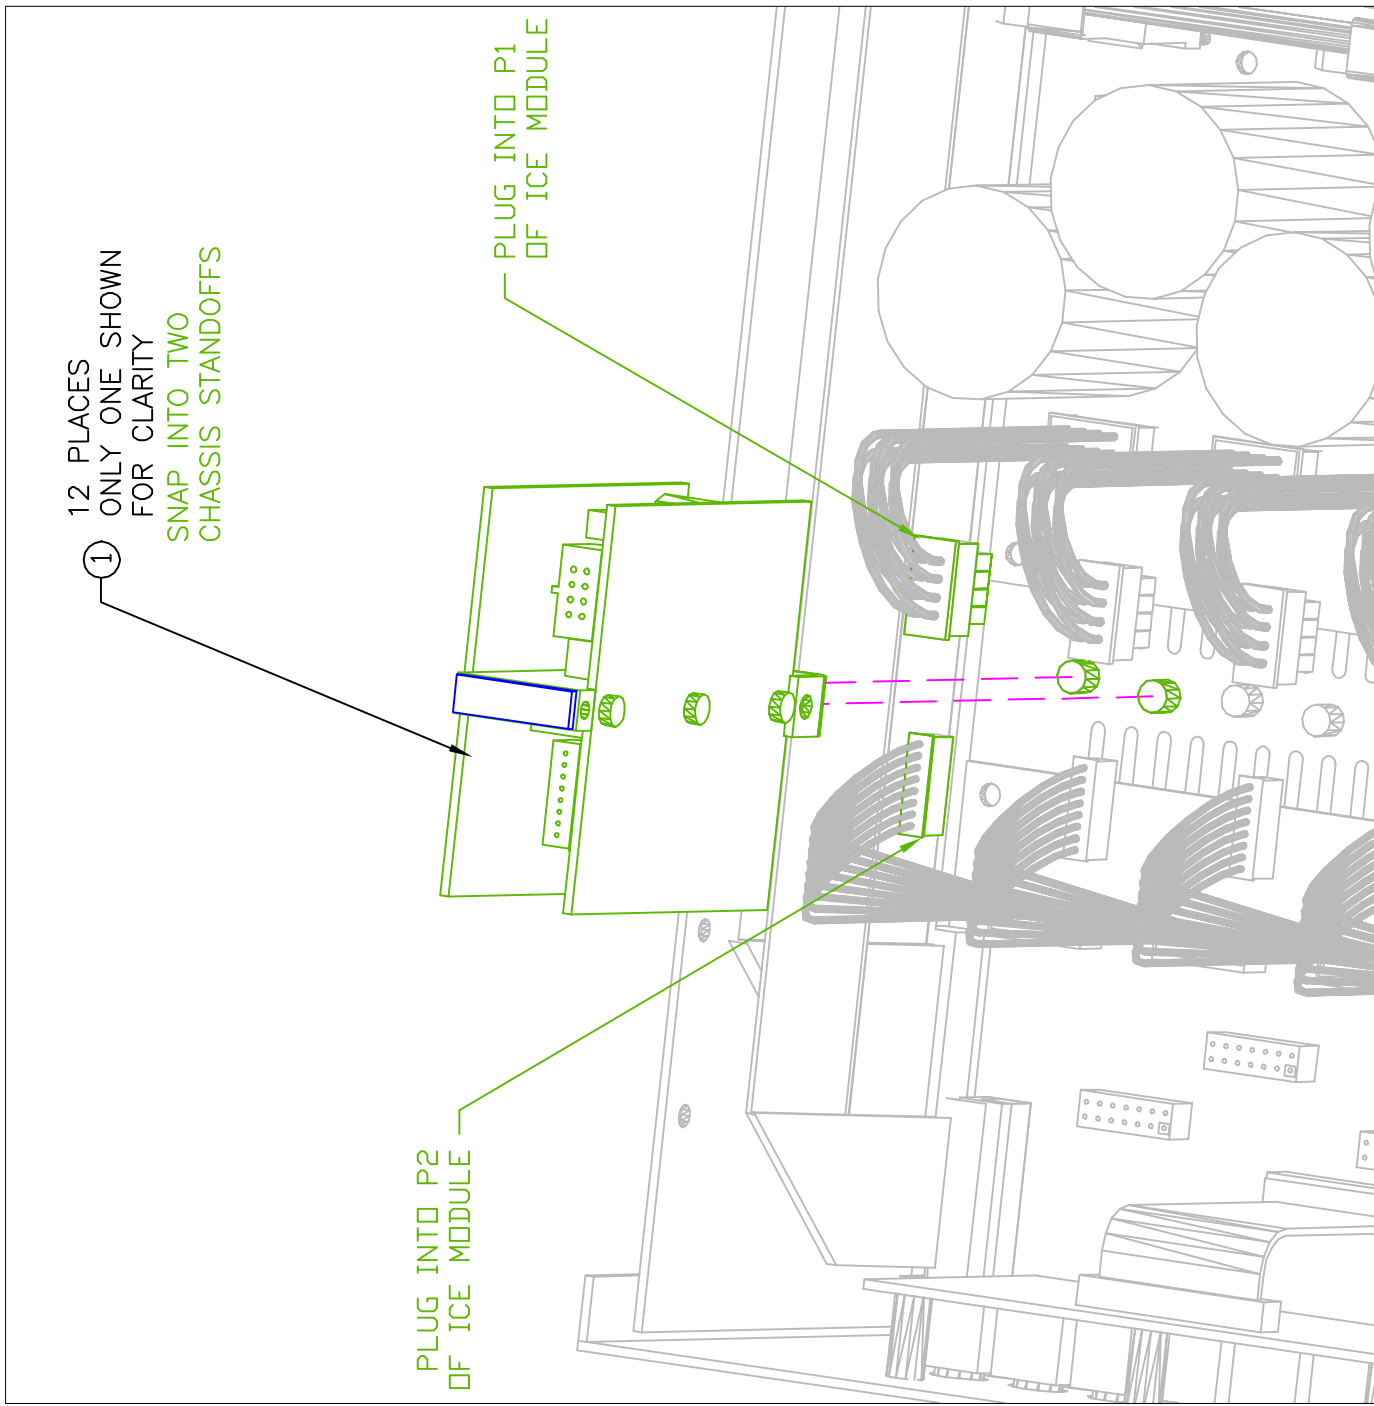 1
12 PLACES
ONLY ONE SHOWN
FOR CLARITY
SNAP INTO TWO
CHASSIS STANDOFFS
PLUG INTO P1
OF ICE MODULE
PLUG INTO P2
OF ICE MODULE